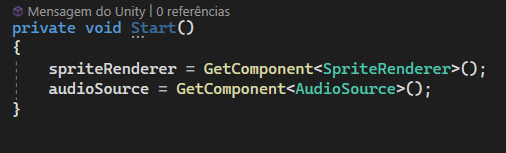 Mensagem do Unity | 0 referências
private void Start()
{
spriteRenderer = GetComponent<SpriteRenderer>();
audioSource = GetComponent<AudioSource>();
}